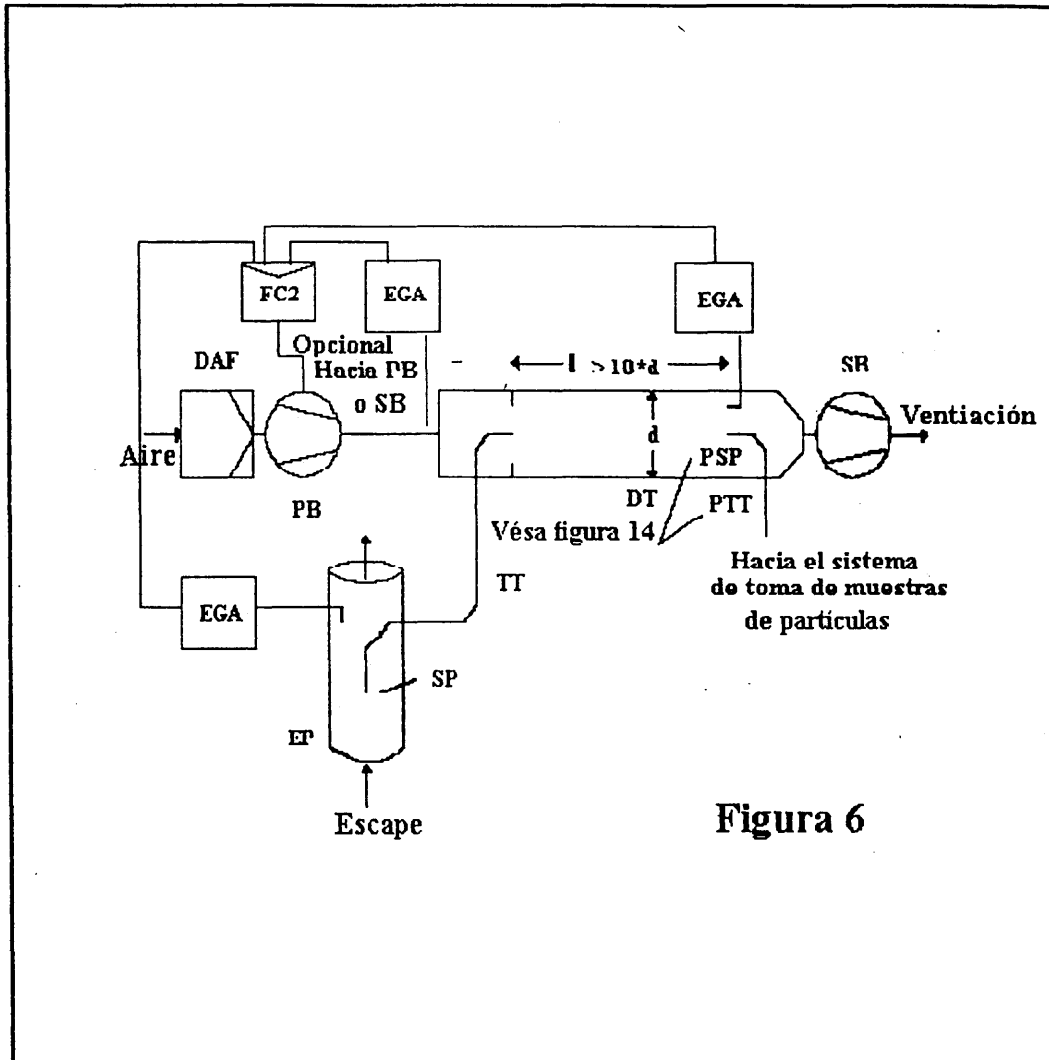 FC2
EGA
EGA
DAF
Opcional
Hacia PB
o SB
l > 10*d
SB
Aire
d
PSP
Ventiación
PB
DT
PTT
Vésa figura 14
TT
Hacia el sistema
de toma de muestras
de partículas
EGA
SP
EP
Escape
Figura 6